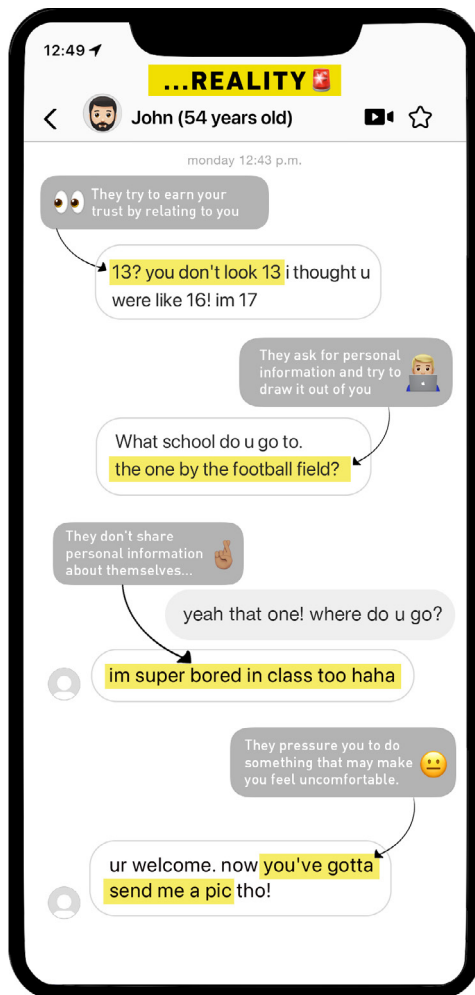 12:49
...REALITY🚨
John (54 years old)
monday 12:43 p.m.
They try to earn your
trust by relating to you
13? you don't look 13 i thought u
were like 16! im 17
They ask for personal
information and try to
draw it out of you
What school do u go to.
the one by the football field?
They don't share
personal information
about themselves...
yeah that one! where do u go?
im super bored in class too haha
They pressure you to do
something that may make
you feel uncomfortable.
ur welcome. now you've gotta
send me a pic tho!